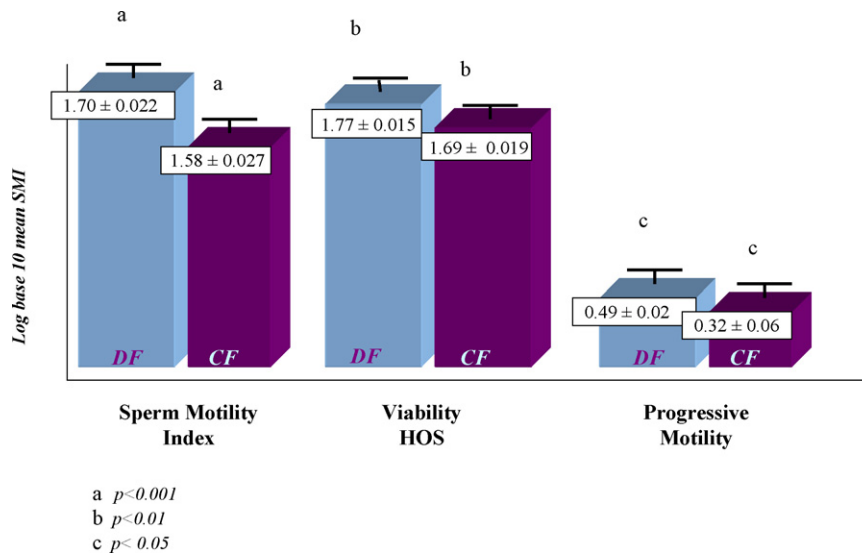 a
b
a
b
1.70 ± 0.022
1.77 ± 0.015
1.69 ± 0.019
1.58 ± 0.027
Log base 10 mean SMI
c
c
0.49 ± 0.02
0.32 ± 0.06
DF CF DF CF DF CF
Sperm Motility Index
Viability HOS
Progressive Motility
a p<0.001
b p<0.01
c p< 0.05